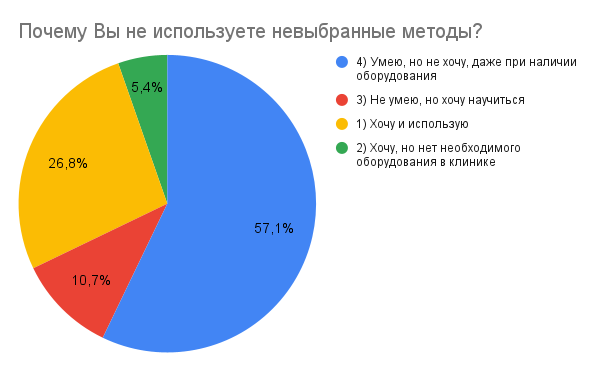 Почему Вы не используете невыбранные методы?
4) Умею, но не хочу, даже при наличии
оборудования
3) Не умею, но хочу научиться
1) Хочу и использую
2) Хочу, но нет необходимого
оборудования в клинике
5,4%
26,8%
57,1%
10,7%